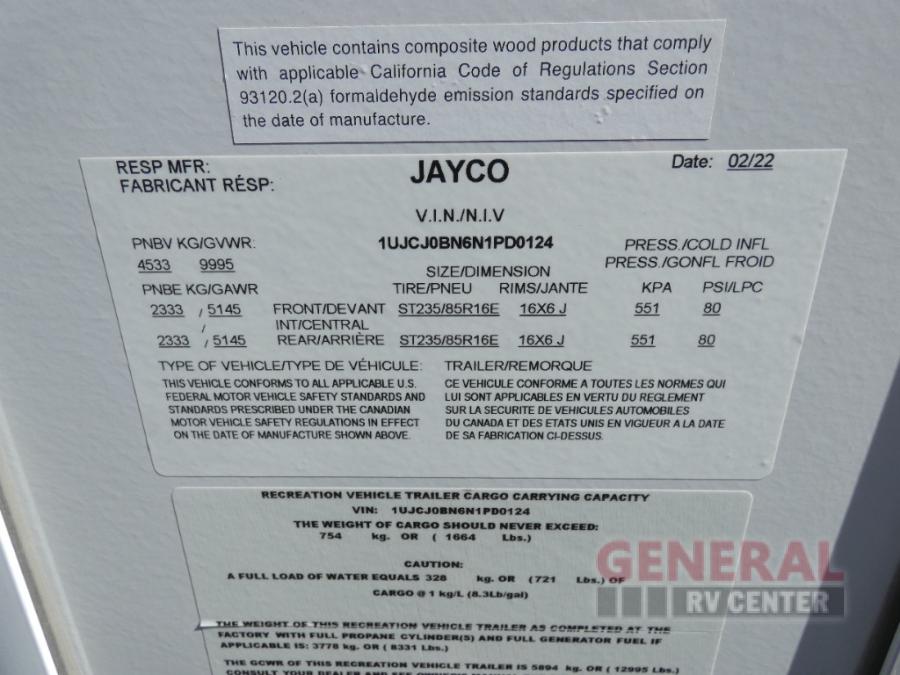 This vehicle contains composite wood products that comply
with applicable California Code of Regulations Section
93120.2(a) formaldehyde emission standards specified on
the date of manufacture.
RESP MFR: JAYCO Date: 02/22
FABRICANT RÉSP:
V.I.N./N.I.V
PNBV KG/GVWR: 1UJCJ0BN6N1PD0124 PRESS./COLD INFL
4533 9995 SIZE/DIMENSION PRESS./GONFL FROID
PNBE KG/GAWR TIRE/PNEU RIMS/JANTE KPA PSI/LPC
2333 / 5145 FRONT/DEVANT ST235/85R16E 16X6 J 551 80
/ INT/CENTRAL
2333 / 5145 REAR/ARRIÈRE ST235/85R16E 16X6 J 551 80
TYPE OF VEHICLE/TYPE DE VÉHICULE: TRAILER/REMORQUE
THIS VEHICLE CONFORMS TO ALL APPLICABLE U.S.
FEDERAL MOTOR VEHICLE SAFETY STANDARDS AND
STANDARDS PRESCRIBED UNDER THE CANADIAN
MOTOR VEHICLE SAFETY REGULATIONS IN EFFECT
ON THE DATE OF MANUFACTURE SHOWN ABOVE.
CE VEHICULE CONFORME A TOUTES LES NORMES QUI
LUI SONT APPLICABLES EN VERTU DU REGLEMENT
SUR LA SECURITE DE VEHICULES AUTOMOBILES
DU CANADA ET DES ETATS UNIS EN VIGUEUR A LA DATE
DE SA FABRICATION CI-DESSUS.
RECREATION VEHICLE TRAILER CARGO CARRYING CAPACITY
VIN: 1UJCJ0BN6N1PD0124
THE WEIGHT OF CARGO SHOULD NEVER EXCEED:
754 kg. OR ( 1664 Lbs.)
CAUTION:
A FULL LOAD OF WATER EQUALS 328 kg. OR (721 Lbs.) OF
CARGO @ 1 kg/L (8.3Lb/gal)
THE WEIGHT OF THIS RECREATION VEHICLE TRAILER AS COMPLETED AT THE
FACTORY WITH FULL PROPANE CYLINDER(S) AND FULL GENERATOR FUEL IF
APPLICABLE IS: 3778 kg. OR ( 8331 Lbs.)
THE GCWR OF THIS RECREATION VEHICLE TRAILER IS 5894 kg. OR ( 12995 Lbs.)
CONSULT YOUR DEALER AND SEE OWNER'S MANUAL
GENERAL
RV CENTER